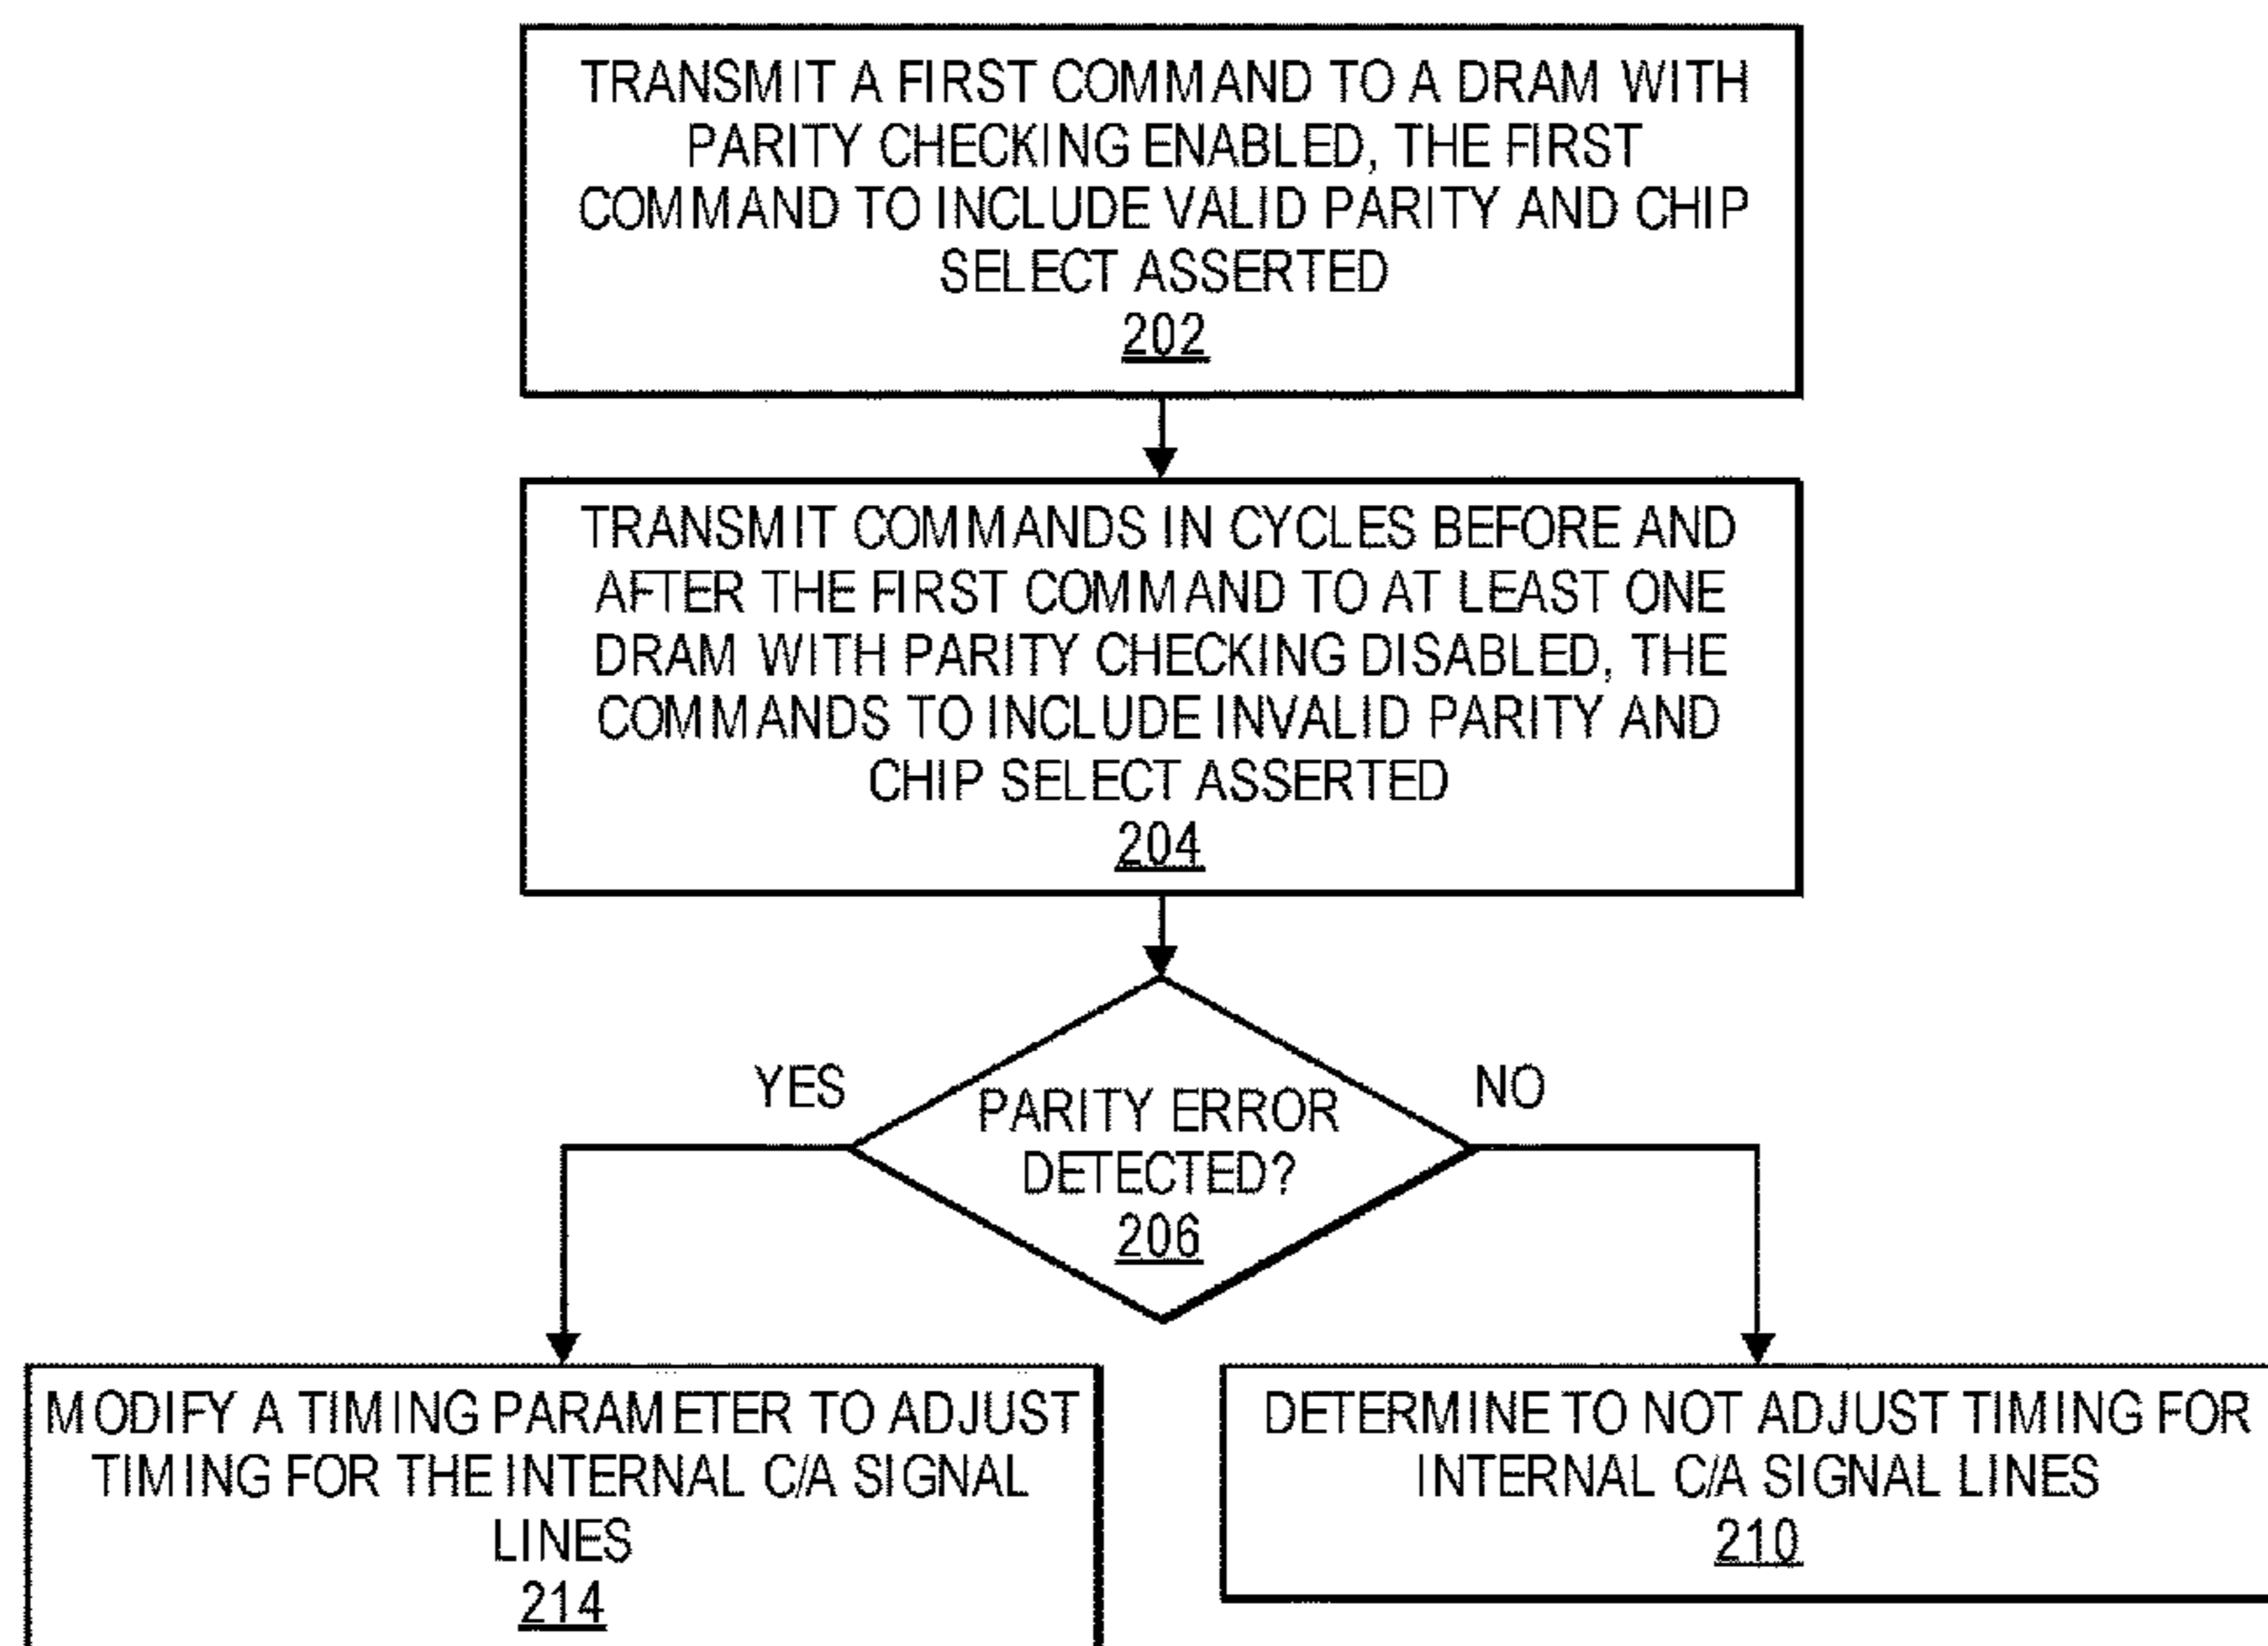 TRANSMIT A FIRST COMMAND TO A DRAM WITH
PARITY CHECKING ENABLED, THE FIRST
COMMAND TO INCLUDE VALID PARITY AND CHIP
SELECT ASSERTED
202
TRANSMIT COMMANDS IN CYCLES BEFORE AND
AFTER THE FIRST COMMAND TO AT LEAST ONE
DRAM WITH PARITY CHECKING DISABLED, THE
COMMANDS TO INCLUDE INVALID PARITY AND
CHIP SELECT ASSERTED
204
YES
NO
PARITY ERROR
DETECTED?
206
MODIFY A TIMING PARAMETER TO ADJUST
TIMING FOR THE INTERNAL C/A SIGNAL
LINES
214
DETERMINE TO NOT ADJUST TIMING FOR
INTERNAL C/A SIGNAL LINES
210